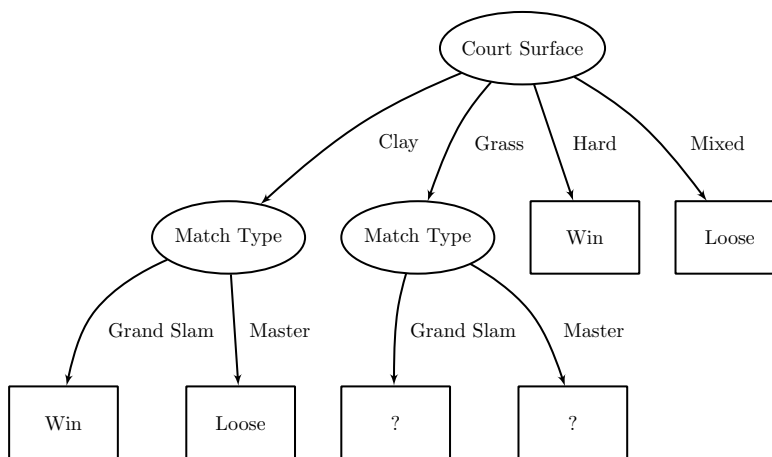 Court Surface
Clay
Grass
Hard
Mixed
Match Type
Match Type
Win
Loose
Grand Slam
Master
Grand Slam
Master
Win
Loose
?
?